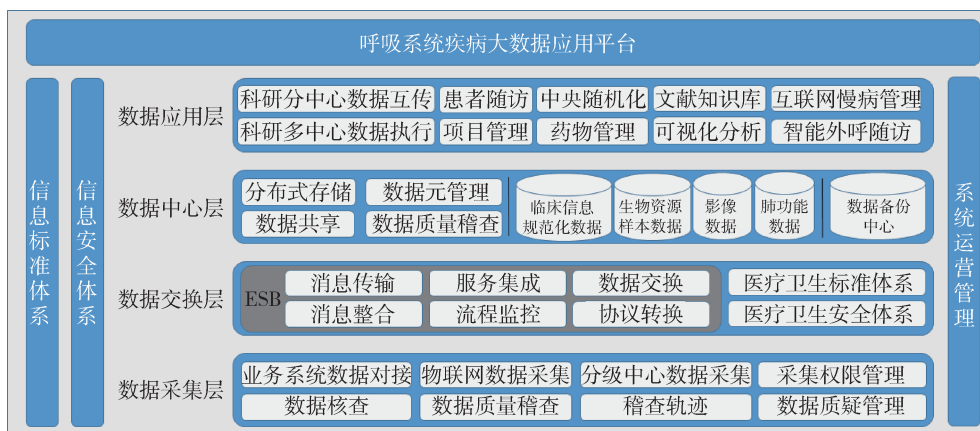 呼吸系统疾病大数据应用平台
信息标准体系
信息安全体系
数据应用层
科研分中心数据互传
患者随访
中央随机化
文献知识库
互联网慢病管理
科研多中心数据执行
项目管理
药物管理
可视化分析
智能外呼随访
数据中心层
分布式存储
数据元管理
数据共享
数据质量稽查
临床信息
规范化数据
生物资源
样本数据
影像
数据
肺功能
数据
数据备份
中心
数据交换层
ESB
消息传输
服务集成
数据交换
消息整合
流程监控
协议转换
医疗卫生标准体系
医疗卫生安全体系
数据采集层
业务系统数据对接
物联网数据采集
分级中心数据采集
采集权限管理
数据核查
数据质量稽查
稽查轨迹
数据质疑管理
系统运营管理